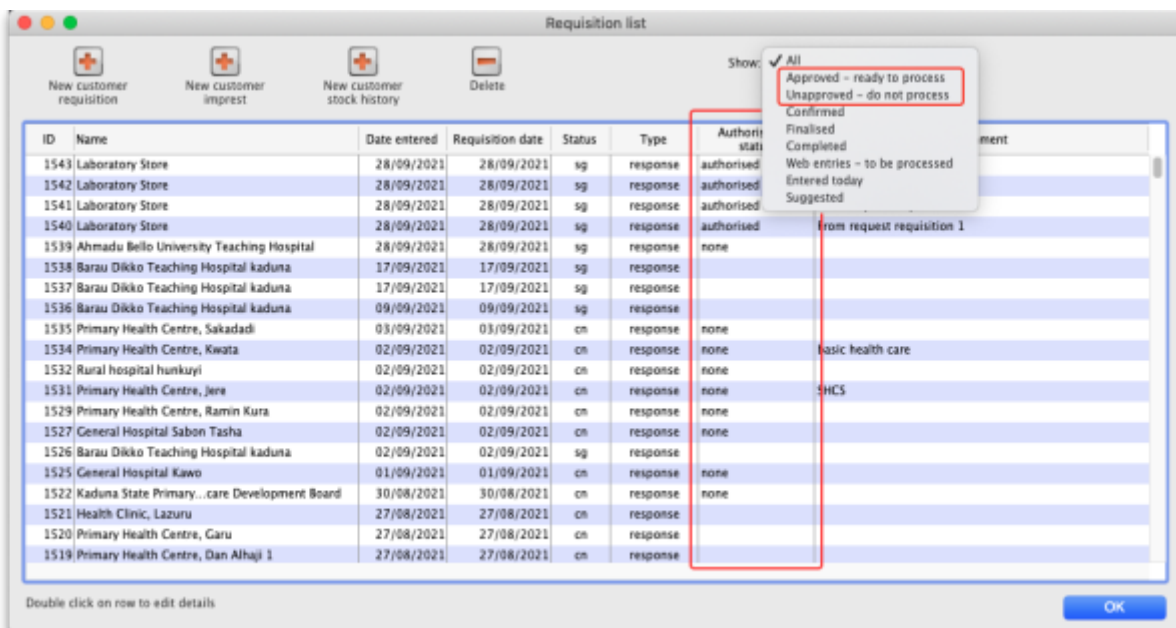 Requisition list
New customer requisition
New customer imprest
New customer stock history
Delete
Show: ✓ All
Approved – ready to process
Unapproved – do not process
Confirmed
Finalised
Completed
Web entries – to be processed
Entered today
Suggested
ID Name Date entered Requisition date Status Type
1543 Laboratory Store 28/09/2021 28/09/2021 sg response authorised
1542 Laboratory Store 28/09/2021 28/09/2021 sg response authorised
1541 Laboratory Store 28/09/2021 28/09/2021 sg response authorised
1540 Laboratory Store 28/09/2021 28/09/2021 sg response authorised From request requisition 1
1539 Ahmadu Bello University Teaching Hospital 28/09/2021 28/09/2021 sg response none
1538 Barau Dikko Teaching Hospital kaduna 17/09/2021 17/09/2021 sg response
1537 Barau Dikko Teaching Hospital kaduna 17/09/2021 17/09/2021 sg response
1536 Barau Dikko Teaching Hospital kaduna 09/09/2021 09/09/2021 sg response
1535 Primary Health Centre, Sakadadi 03/09/2021 03/09/2021 cn response none
1534 Primary Health Centre, Kwata 02/09/2021 02/09/2021 cn response none basic health care
1532 Rural hospital hunkuyi 02/09/2021 02/09/2021 cn response none
1531 Primary Health Centre, Jere 02/09/2021 02/09/2021 cn response none SHCS
1529 Primary Health Centre, Ramin Kura 02/09/2021 02/09/2021 cn response none
1527 General Hospital Sabon Tasha 02/09/2021 02/09/2021 cn response none
1526 Barau Dikko Teaching Hospital kaduna 02/09/2021 02/09/2021 sg response
1525 General Hospital Kawo 01/09/2021 01/09/2021 cn response none
1522 Kaduna State Primary...care Development Board 30/08/2021 30/08/2021 cn response none
1521 Health Clinic, Lazuru 27/08/2021 27/08/2021 cn response
1520 Primary Health Centre, Garu 27/08/2021 27/08/2021 cn response
1519 Primary Health Centre, Dan Alhaji 1 27/08/2021 27/08/2021 cn response
Double click on row to edit details
OK